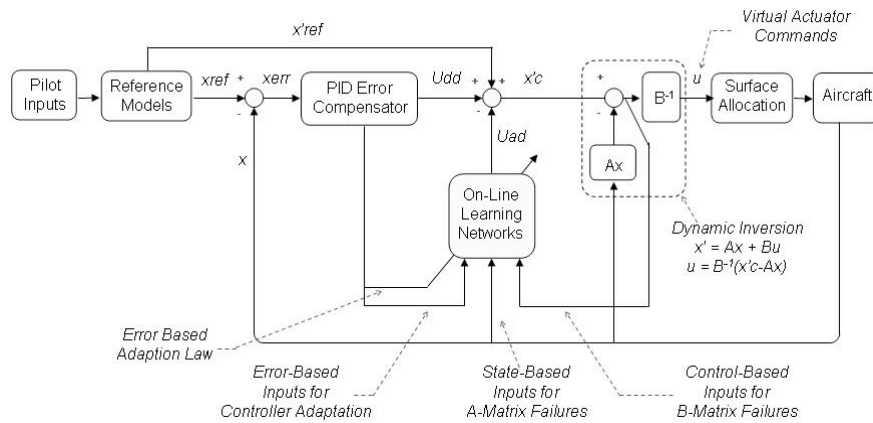 Virtual Actuator
Commands
x'ref
Pilot
Inputs
Reference
Models
xref
+
-
xerr
PID Error
Compensator
Udd
+
+
-
x'c
+
-
B-1
u
Surface
Allocation
Aircraft
x
Uad
Ax
On-Line
Learning
Networks
Dynamic Inversion
x' = Ax + Bu
u = B-1(x'c-Ax)
Error Based
Adaption Law
Error-Based
Inputs for
Controller Adaptation
State-Based
Inputs for
A-Matrix Failures
Control-Based
Inputs for
B-Matrix Failures